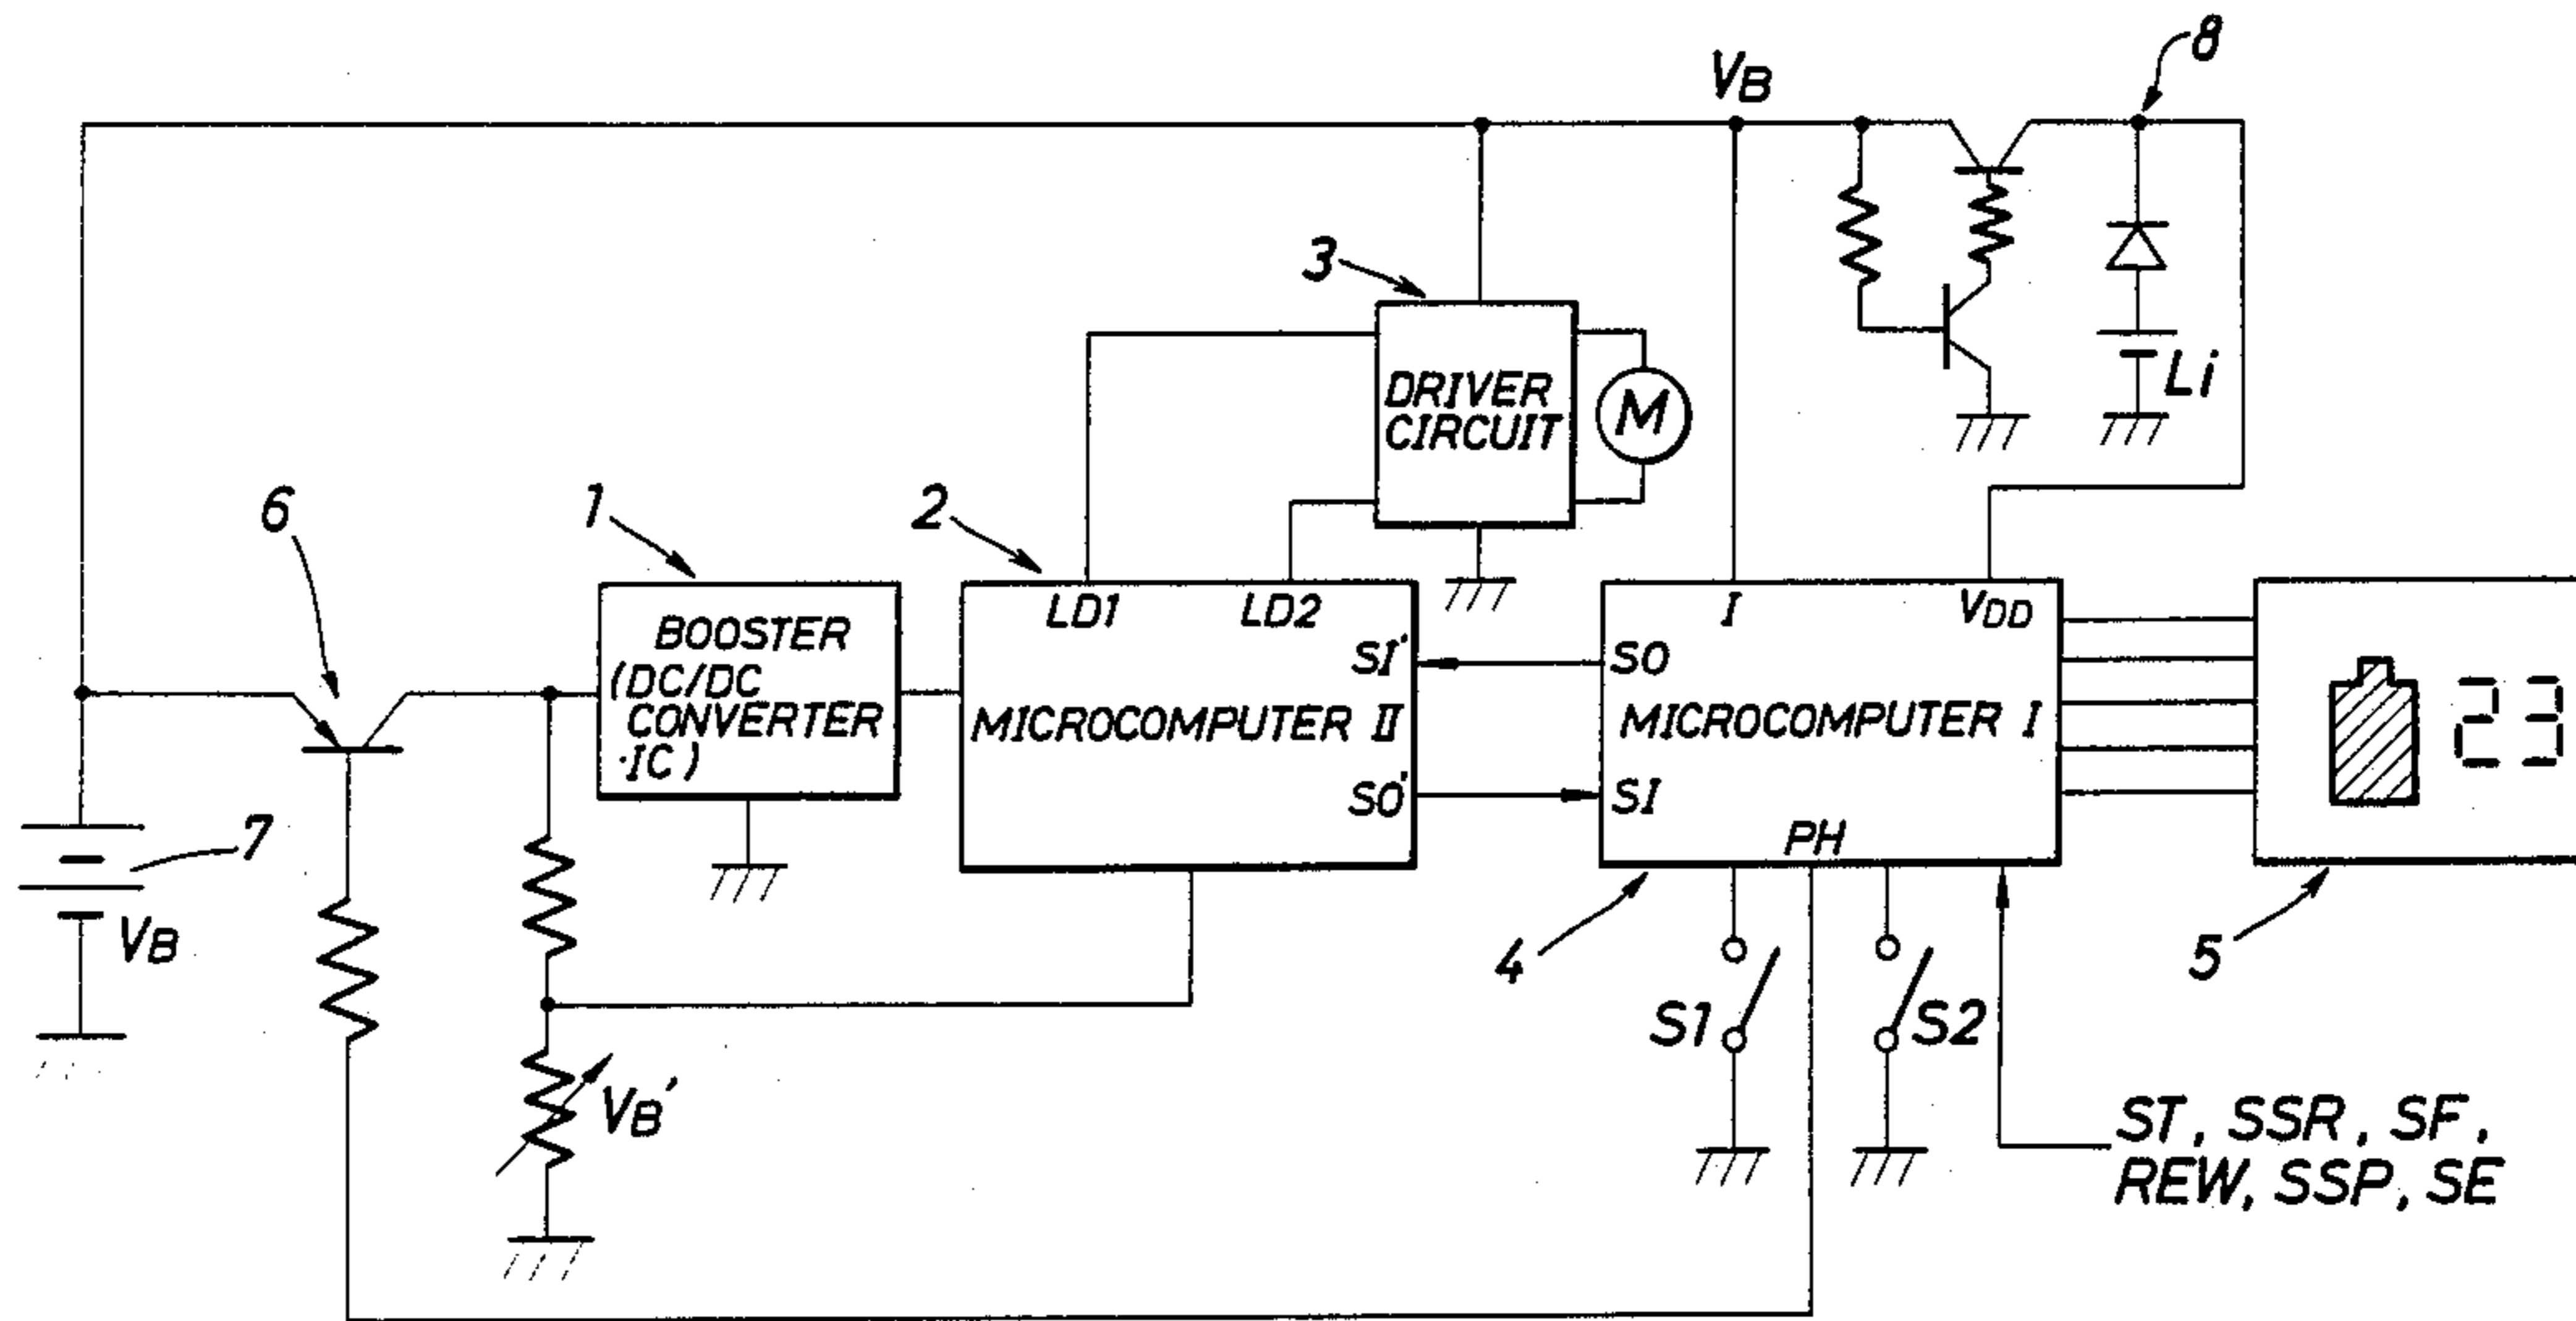 8
VB
3
DRIVER
CIRCUIT
M
Li
6
1
2
BOOSTER
(DC/DC
CONVERTER
·IC)
LD1
LD2
SI'
MICROCOMPUTER II
SO'
I
VDD
SO
MICROCOMPUTER I
SI
PH
23
7
VB
4
5
S1
S2
VB'
ST, SSR, SF,
REW, SSP, SE